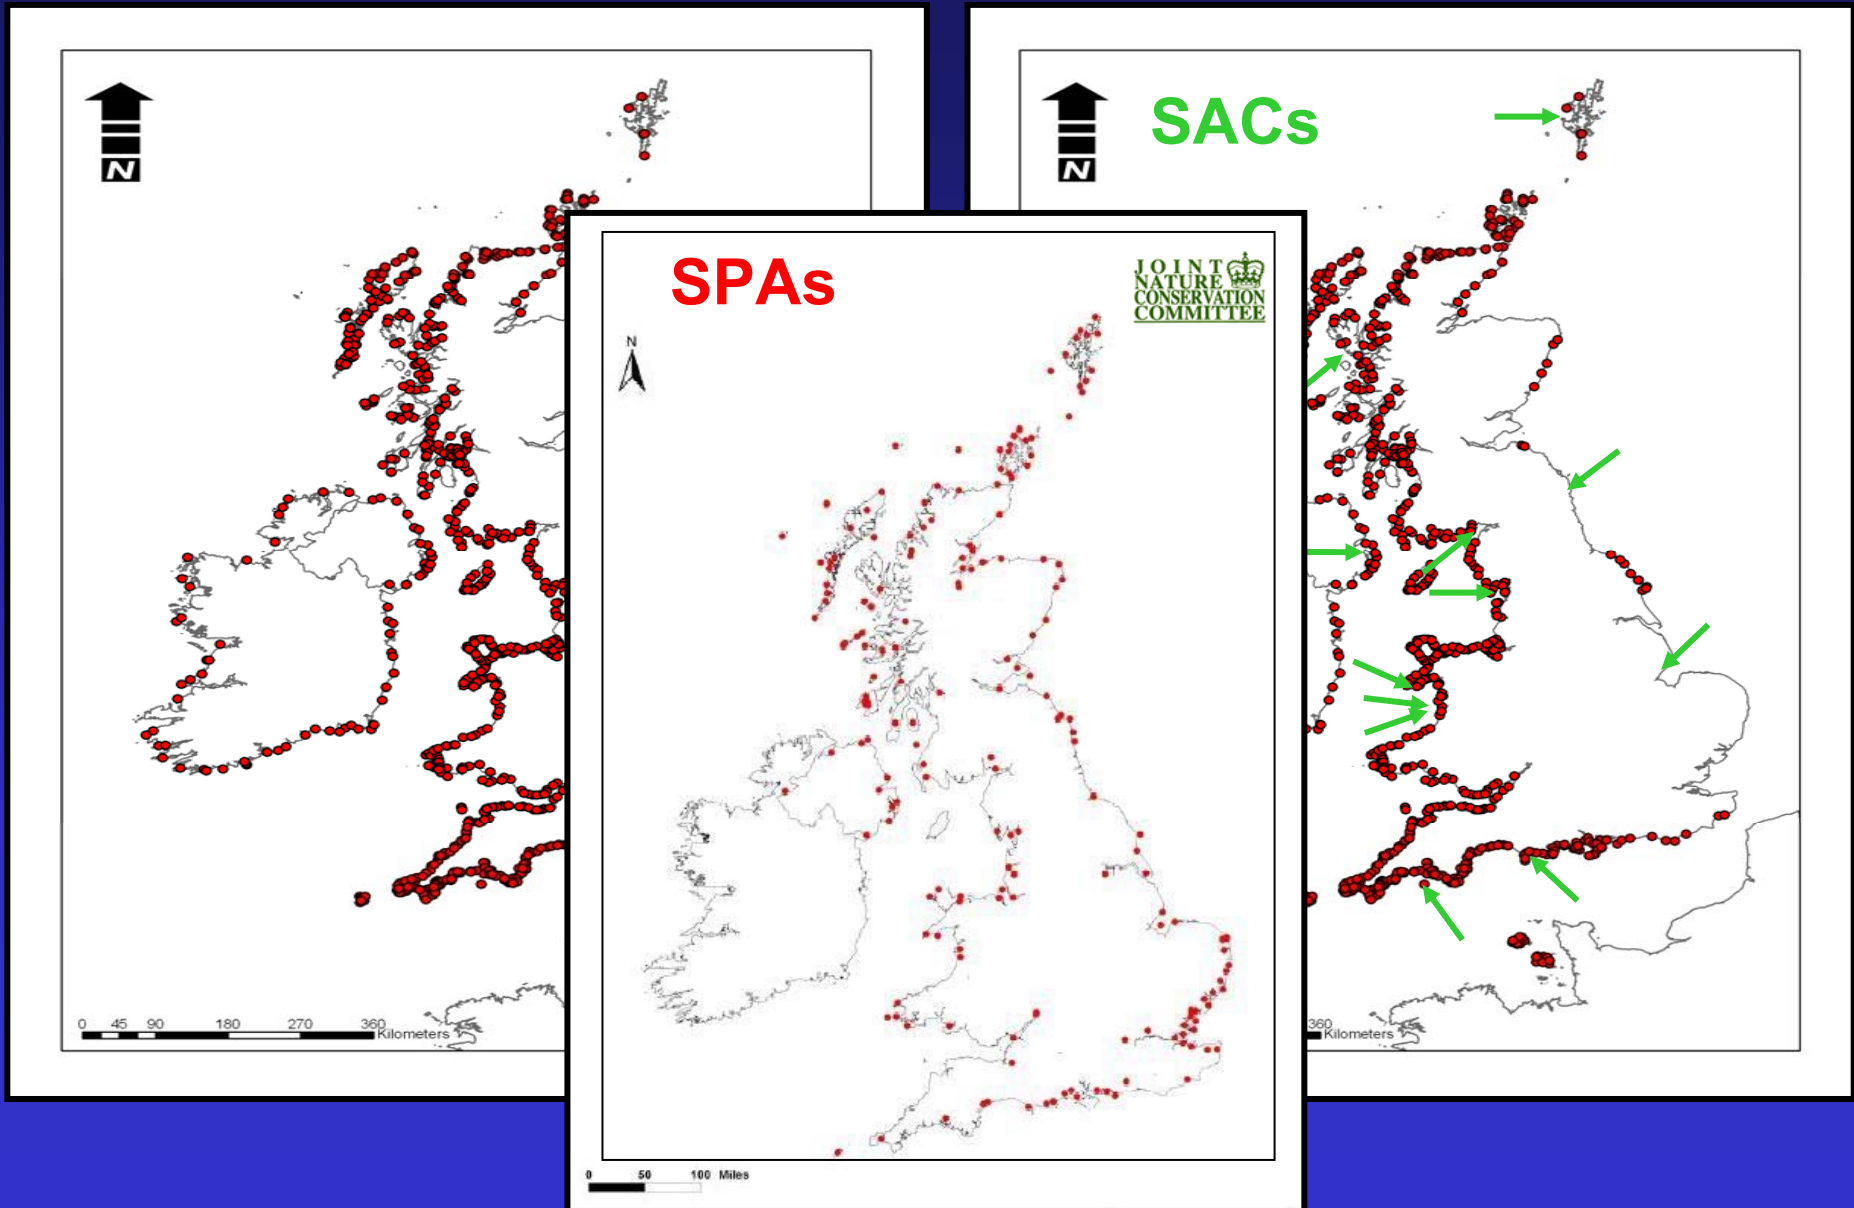 N
0 45 90 180 270 360
Kilometers
SPAs
JOINT
NATURE
CONSERVATION
COMMITTEE
N
0 50 100 Miles
SACs
N
360
Kilometers